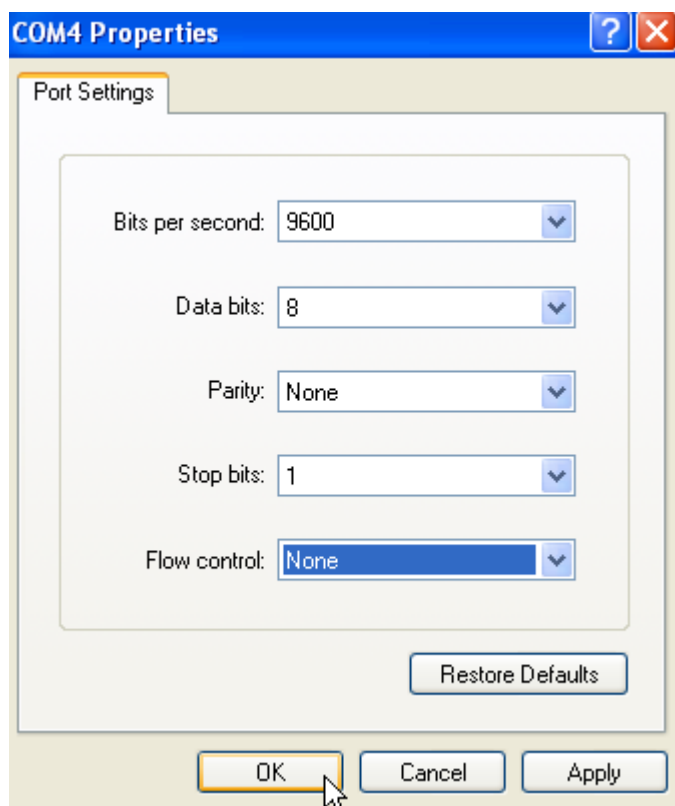 COM4 Properties
Port Settings
Bits per second: 9600
Data bits: 8
Parity: None
Stop bits: 1
Flow control: None
Restore Defaults
OK Cancel Apply